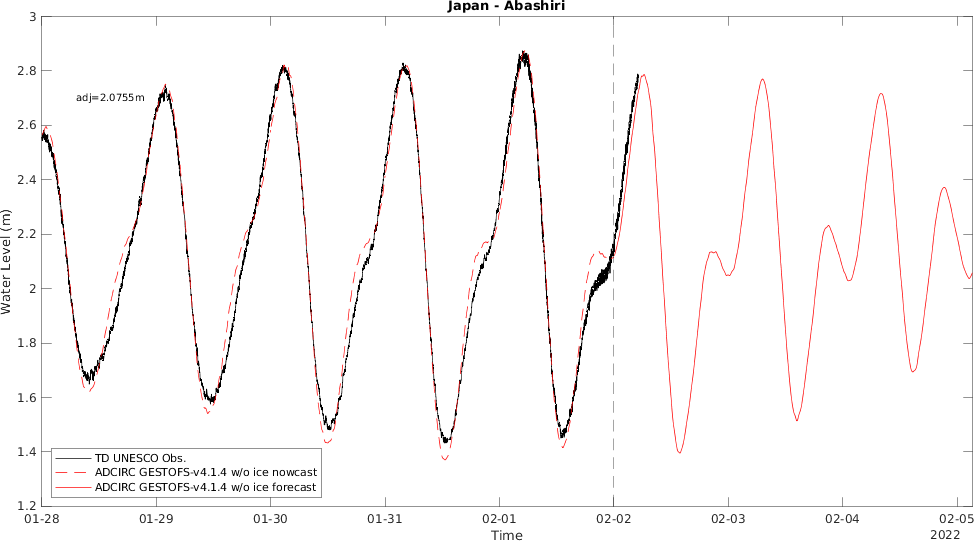 Japan - Abashiri
3
2.8
adj=2.0755m
2.6
2.4
2.2
Water Level (m)
2
1.8
1.6
1.4
TD UNESCO Obs.
ADCIRC GESTOFS-v4.1.4 w/o ice nowcast
ADCIRC GESTOFS-v4.1.4 w/o ice forecast
1.2
01-28 01-29 01-30 01-31 02-01 02-02 02-03 02-04 02-05
Time 2022